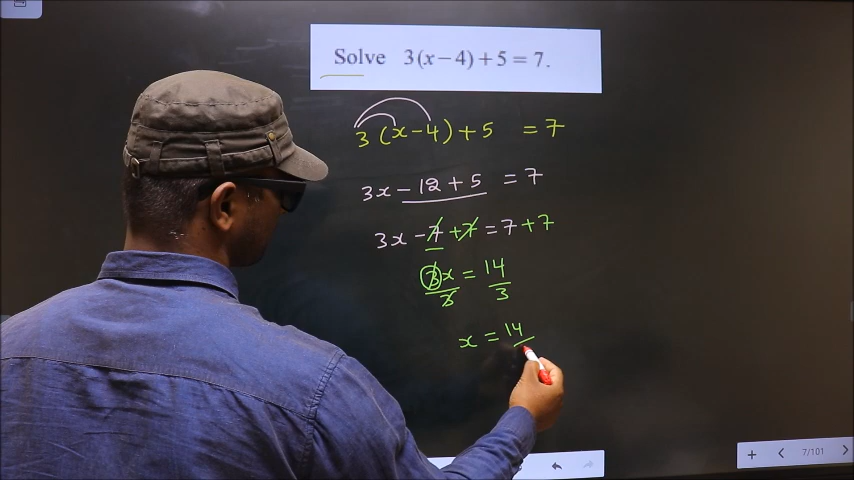 Solve 3(x−4)+5=7.
3(x-4)+5 =7
3x-12+5 =7
3x-7+7=7+7
3x/3=14/3
x=14
7/101